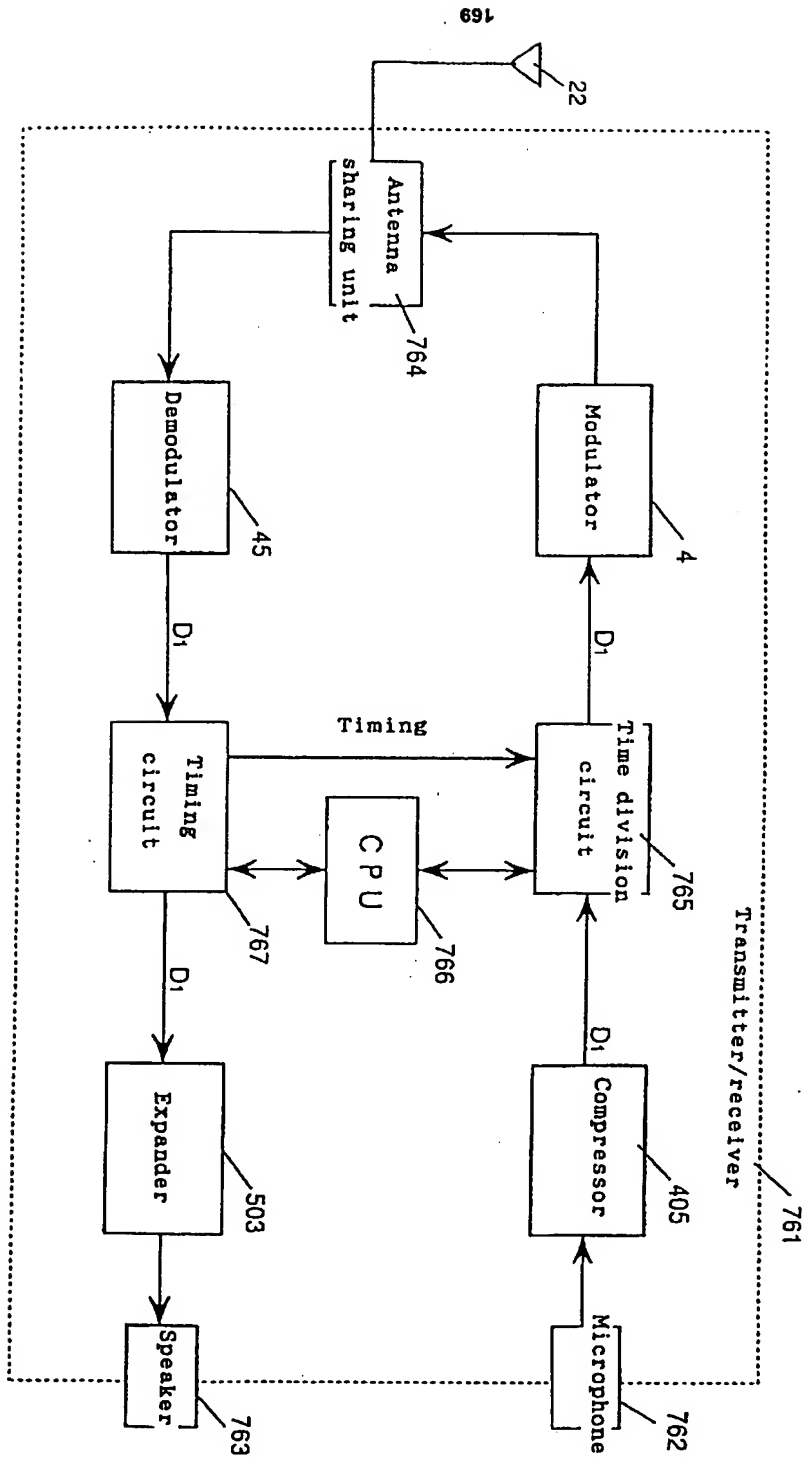 169
22
Transmitter/receiver
761
Antenna
sharing unit
764
Modulator
4
D1
Time division
circuit
765
D1
Compressor
405
Microphone
762
Timing
CPU
766
Demodulator
45
D1
Timing
circuit
767
D1
Expander
503
Speaker
763